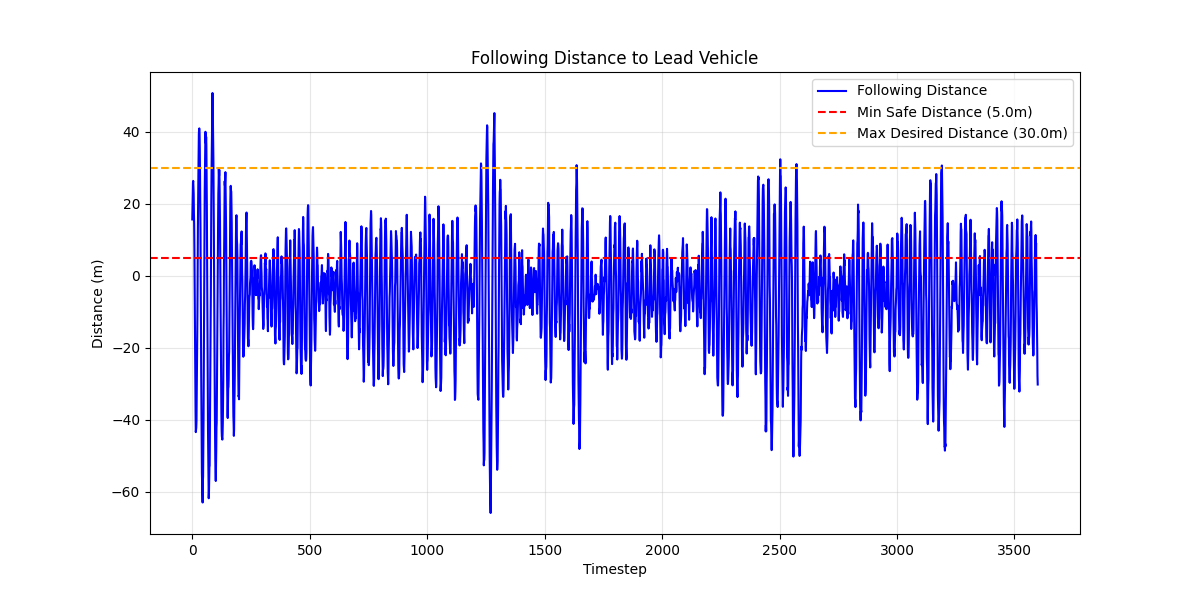 Following Distance to Lead Vehicle
Following Distance
Min Safe Distance (5.0m)
Max Desired Distance (30.0m)
Distance (m)
40
20
0
−20
−40
−60
0 500 1000 1500 2000 2500 3000 3500
Timestep